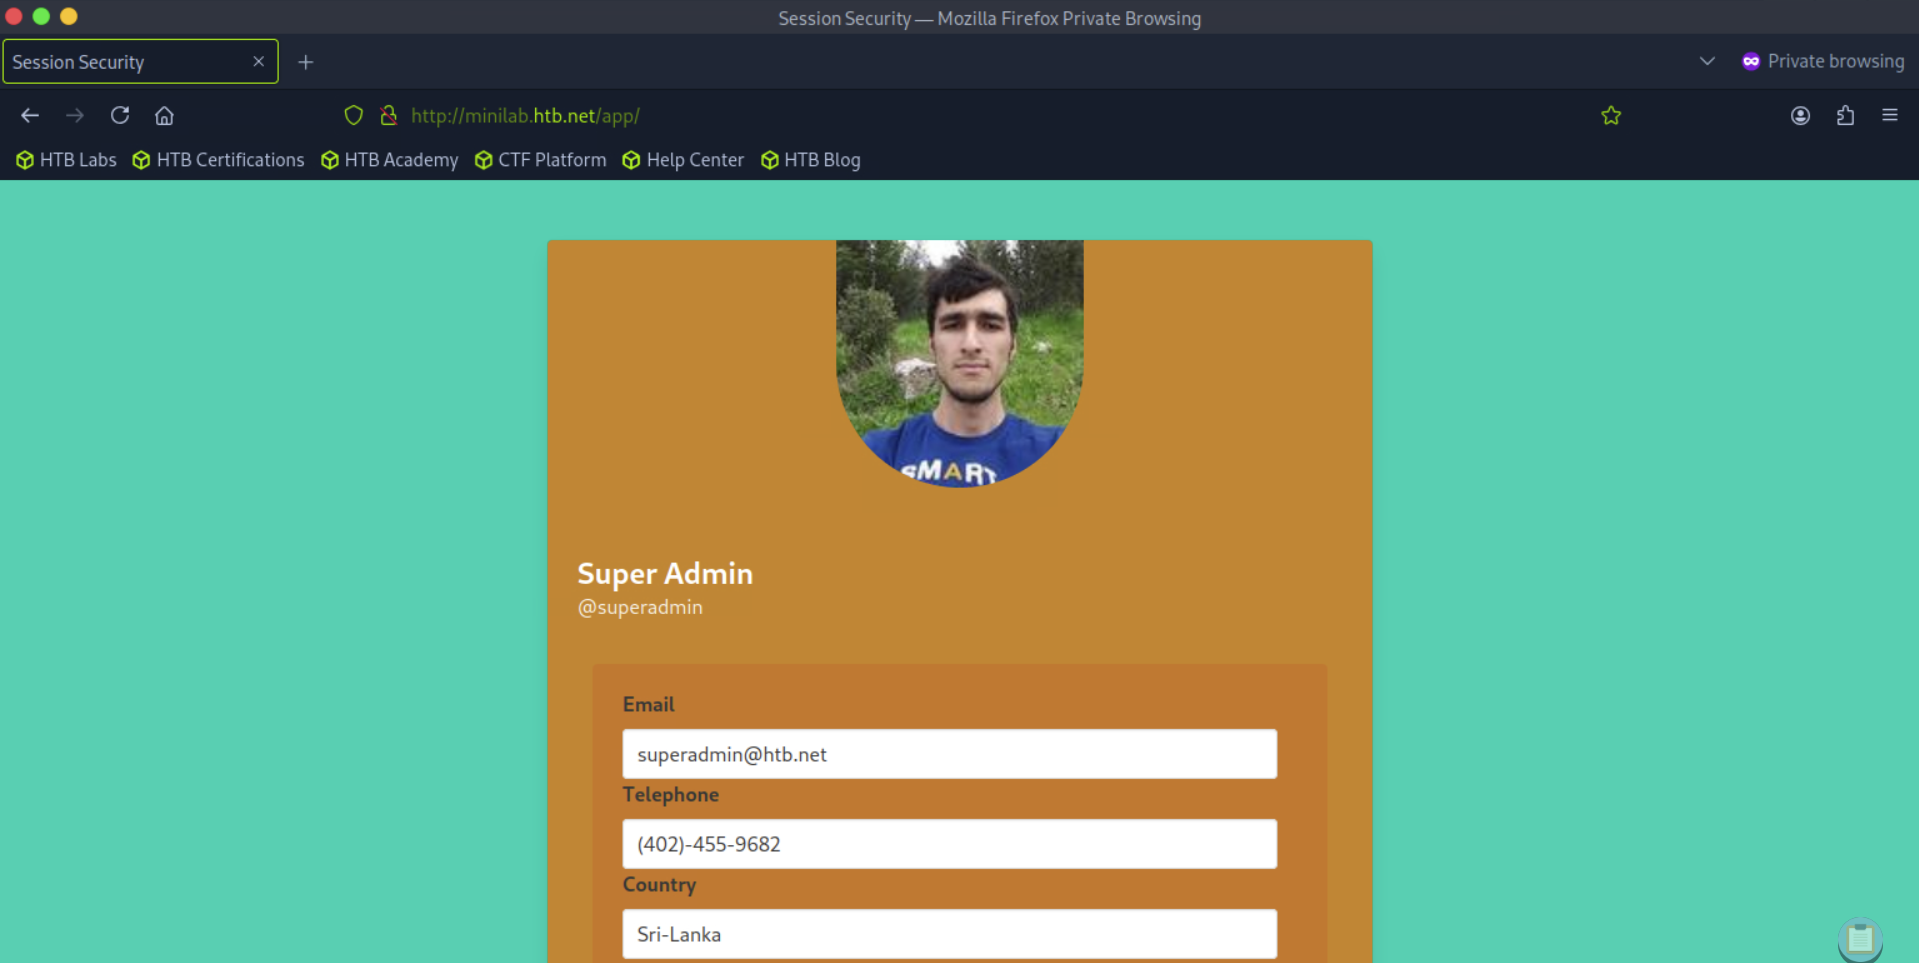 Session Security — Mozilla Firefox Private Browsing
Session Security
Private browsing
http://minilab.htb.net/app/
HTB Labs HTB Certifications HTB Academy CTF Platform Help Center HTB Blog
SMART
Super Admin
@superadmin
Email
superadmin@htb.net
Telephone
(402)-455-9682
Country
Sri-Lanka